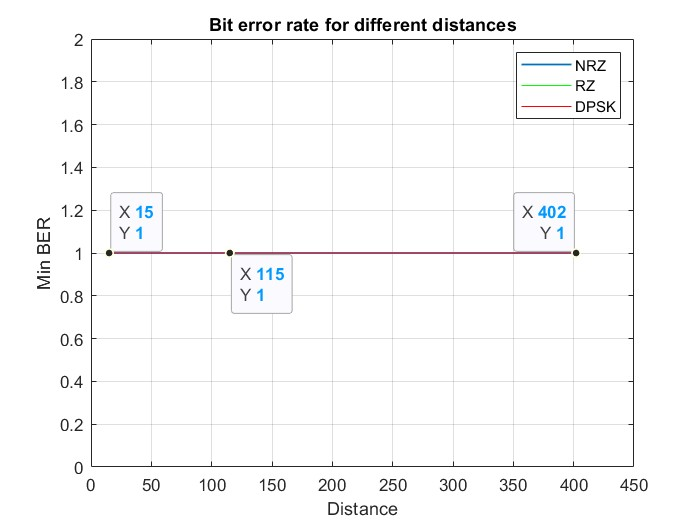 Bit error rate for different distances
2
1.8
1.6
1.4
1.2
1
0.8
0.6
0.4
0.2
0
Min BER
NRZ
RZ
DPSK
X 15
Y 1
X 115
Y 1
X 402
Y 1
0 50 100 150 200 250 300 350 400 450
Distance